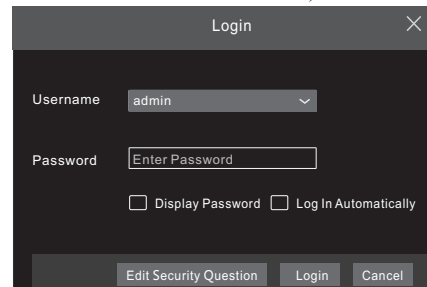 Login
Username admin
Password Enter Password
Display Password Log In Automatically
Edit Security Question Login Cancel